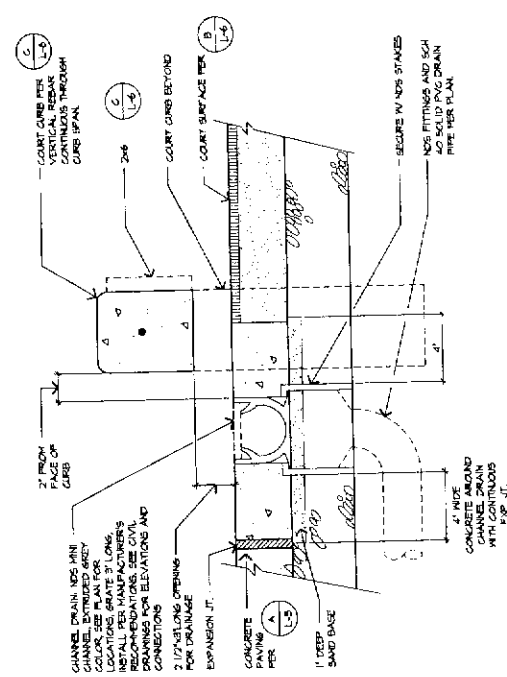 C
L-6
COURT CURB PER
VERTICAL REBAR
CONTINUOUS THROUGH
CURB SPAN.
C
L-6
2x6
COURT CURB BEYOND
COURT SURFACE PER
B
L-6
SECURE W/ NDS STAKES
NDS FITTINGS AND SCH
40 SOLID PVC DRAIN
PIPE PER PLAN.
2" FROM
FACE OF
CURB
4"
CHANNEL DRAIN: NDS MINI
CHANNEL, EXTRUDED GREY
COLOR, SEE PLAN FOR
LOCATIONS, GRATE 3' LONG,
INSTALL PER MANUFACTURER'S
RECOMMENDATIONS. SEE CIVIL
DRAWINGS FOR ELEVATIONS AND
CONNECTIONS
LONG OPENING
FOR DRAINAGE
EXPANSION JT.
CONCRETE
PAVING
PER
A
L-5
1" DEEP
SAND BASE
4" WIDE
CONCRETE AROUND
CHANNEL DRAIN
WITH CONTINUOUS
EXP. JT.